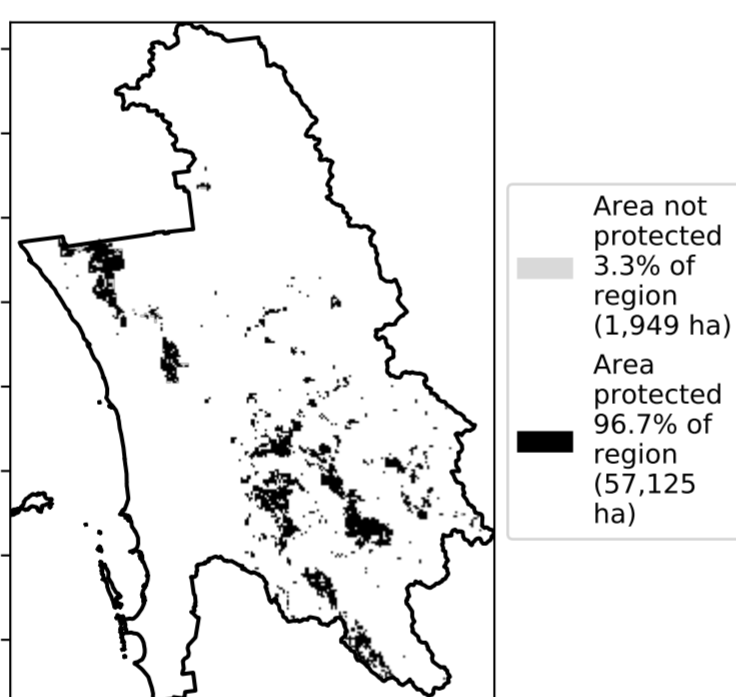 Area not
protected
3.3% of
region
(1,949 ha)
Area
protected
96.7% of
region
(57,125
ha)